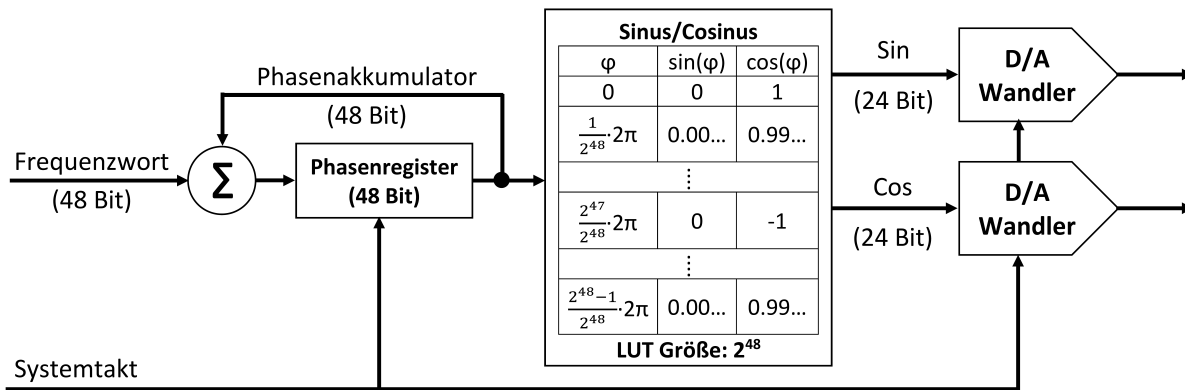 Phasenakkumulator
(48 Bit)
Frequenzwort
(48 Bit)
Σ
Phasenregister
(48 Bit)
Systemtakt
Sinus/Cosinus
φ sin(φ) cos(φ)
0 0 1
1/2^48·2π 0.00... 0.99...
⋮
2^47/2^48·2π 0 -1
⋮
2^48−1/2^48·2π 0.00... 0.99...
LUT Größe: 2^48
Sin
(24 Bit)
D/A
Wandler
Cos
(24 Bit)
D/A
Wandler